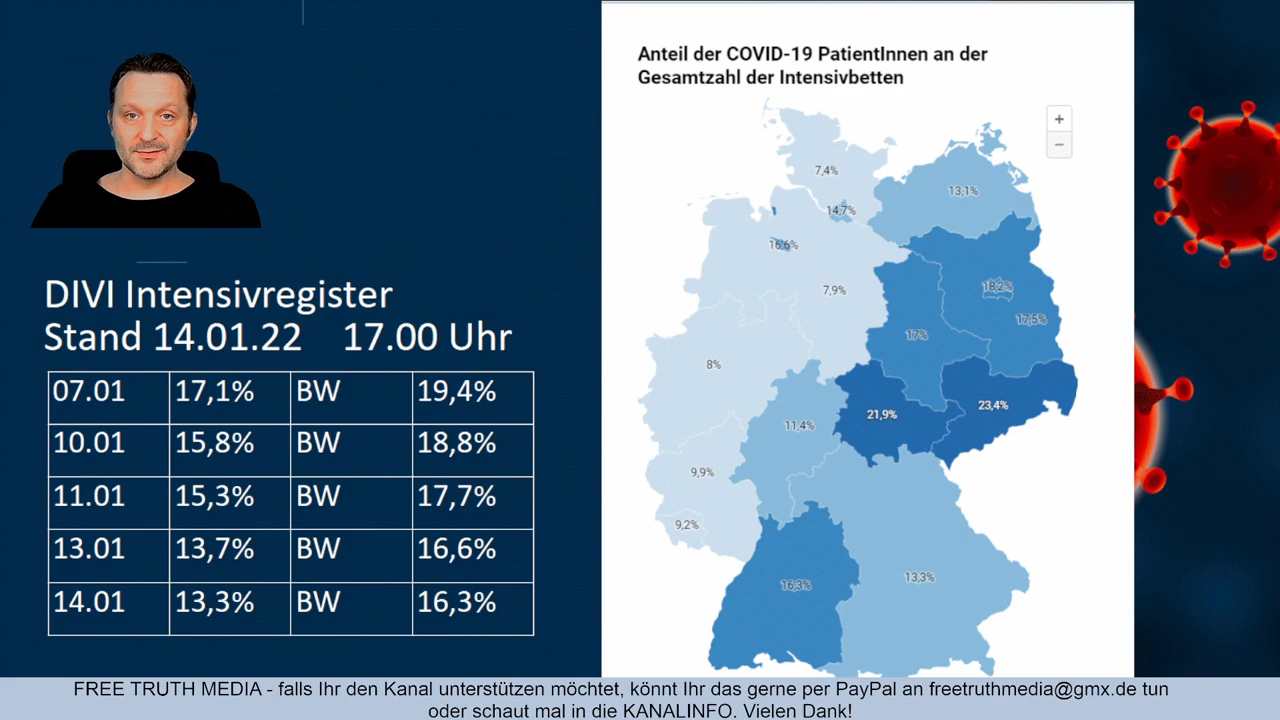 Anteil der COVID-19 PatientInnen an der
Gesamtzahl der Intensivbetten
+
−
7,4%
13,1%
14,7%
16,6%
7,9%
18,2%
17,5%
17%
8%
21,9%
23,4%
11,4%
9,9%
9,2%
16,3%
13,3%
DIVI Intensivregister
Stand 14.01.22 17.00 Uhr
07.01 17,1% BW 19,4%
10.01 15,8% BW 18,8%
11.01 15,3% BW 17,7%
13.01 13,7% BW 16,6%
14.01 13,3% BW 16,3%
FREE TRUTH MEDIA - falls Ihr den Kanal unterstützen möchtet, könnt Ihr das gerne per PayPal an freetruthmedia@gmx.de tun
oder schaut mal in die KANALINFO. Vielen Dank!